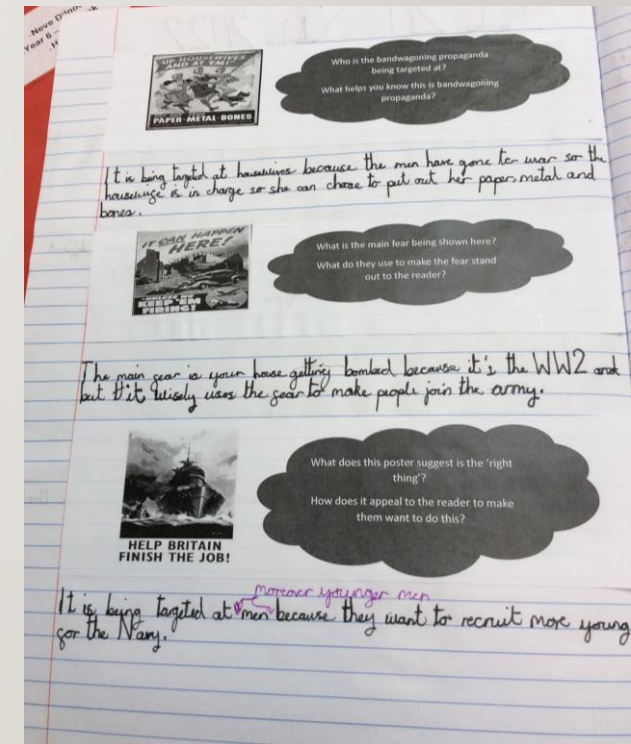 Neve
Year 6
UP HOUSEWIVES
AND AT 'EM!
PAPER·METAL·BONES
Who is the bandwagoning propaganda
being targeted at?
What helps you know this is bandwagoning
propaganda?
It is being targeted at housewives because the men have gone to war so the
housewife is in charge so she can chose to put out her paper, metal and
bones.
IT CAN HAPPEN
HERE!
KEEP 'EM
FIRING!
What is the main fear being shown here?
What do they use to make the fear stand
out to the reader?
The main fear is your house getting bombed because it's the WW2 and
but it wisely uses the fear to make people join the army.
What does this poster suggest is the 'right
thing'?
How does it appeal to the reader to make
them want to do this?
HELP BRITAIN
FINISH THE JOB!
Moreover younger men
It is being targeted at men because they want to recruit more young
for the Navy.